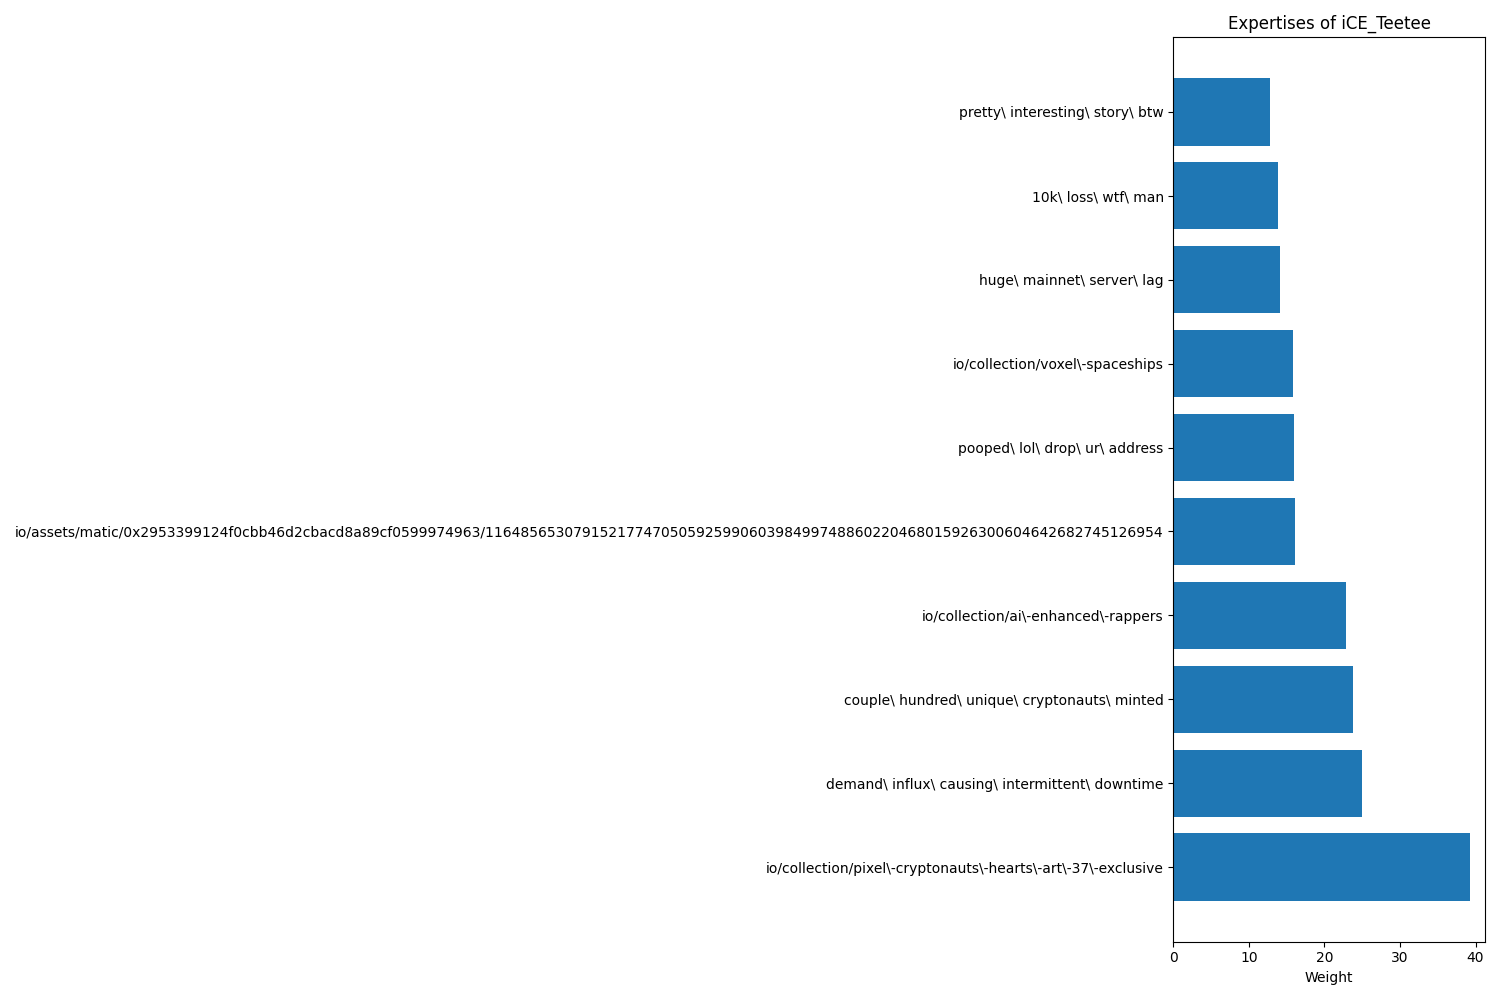 Expertises of iCE_Teetee
pretty\ interesting\ story\ btw
10k\ loss\ wtf\ man
huge\ mainnet\ server\ lag
io/collection/voxel\-spaceships
pooped\ lol\ drop\ ur\ address
io/assets/matic/0x2953399124f0cbb46d2cbacd8a89cf0599974963/116485653079152177470505925990603984997488602204680159263006046426827​45126954
io/collection/ai\-enhanced\-rappers
couple\ hundred\ unique\ cryptonauts\ minted
demand\ influx\ causing\ intermittent\ downtime
io/collection/pixel\-cryptonauts\-hearts\-art\-37\-exclusive
0 10 20 30 40
Weight